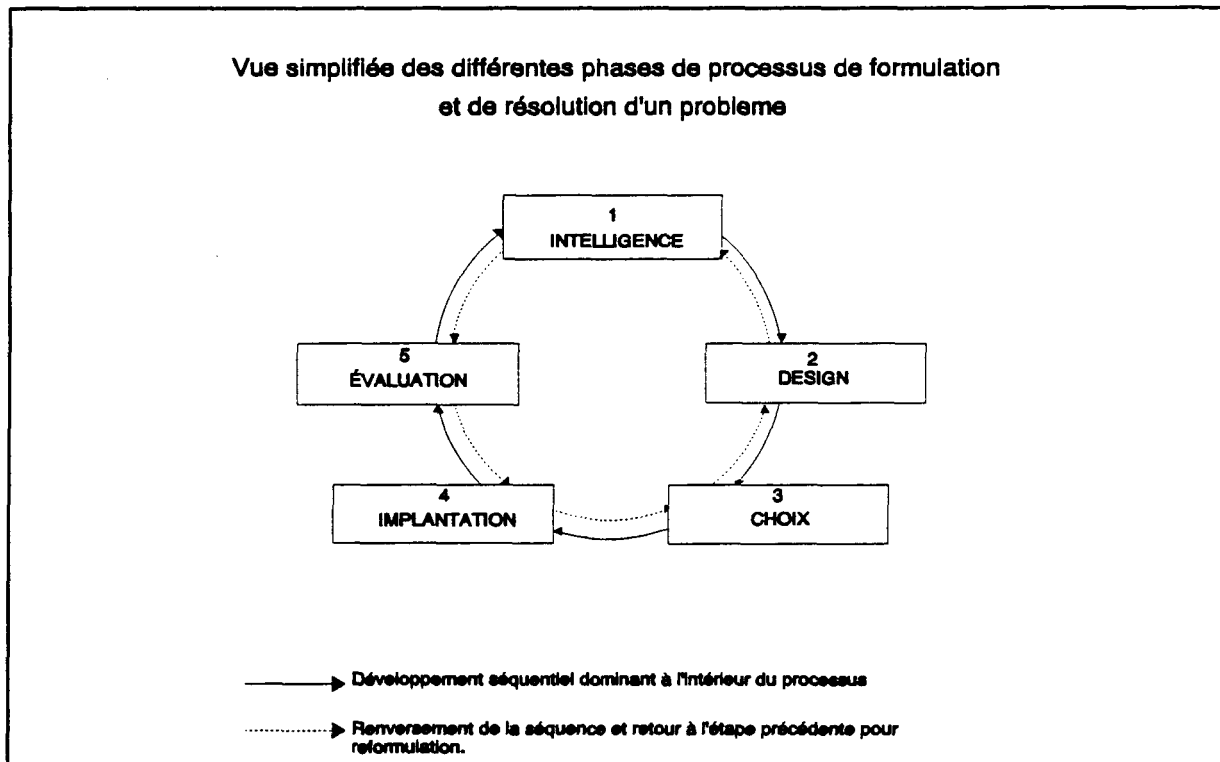 Vue simplifiée des différentes phases de processus de formulation
et de résolution d'un probleme
1
INTELLIGENCE
5
ÉVALUATION
2
DESIGN
4
IMPLANTATION
3
CHOIX
Développement séquentiel dominant à l'intérieur du processus
Renversement de la séquence et retour à l'étape précédente pour
reformulation.